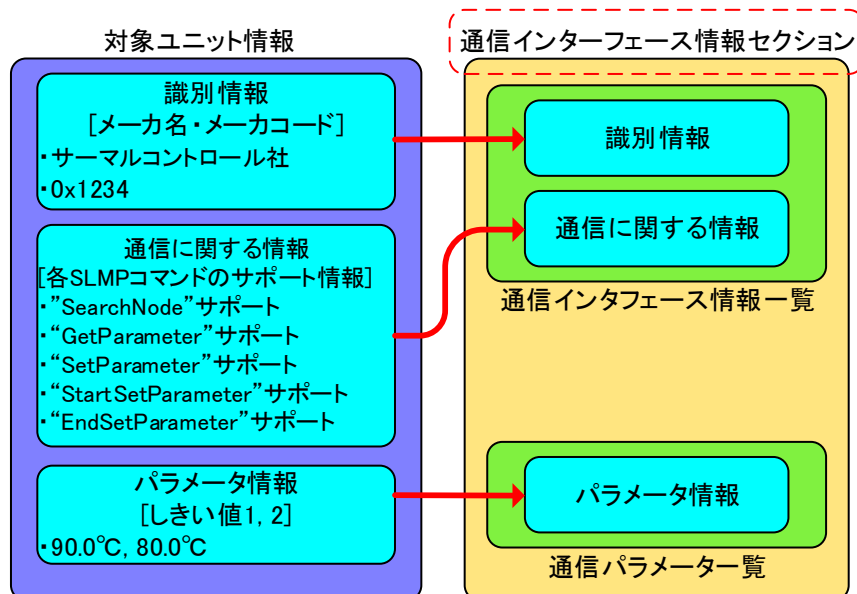 対象ユニット情報
識別情報
[メーカ名・メーカコード]
・サーマルコントロール社
・0x1234
通信に関する情報
[各SLMPコマンドのサポート情報]
・”SearchNode”サポート
・“GetParameter”サポート
・“SetParameter”サポート
・“StartSetParameter”サポート
・“EndSetParameter”サポート
パラメータ情報
[しきい値1, 2]
・90.0℃, 80.0℃
通信インターフェース情報セクション
識別情報
通信に関する情報
通信インタフェース情報一覧
パラメータ情報
通信パラメーター覧